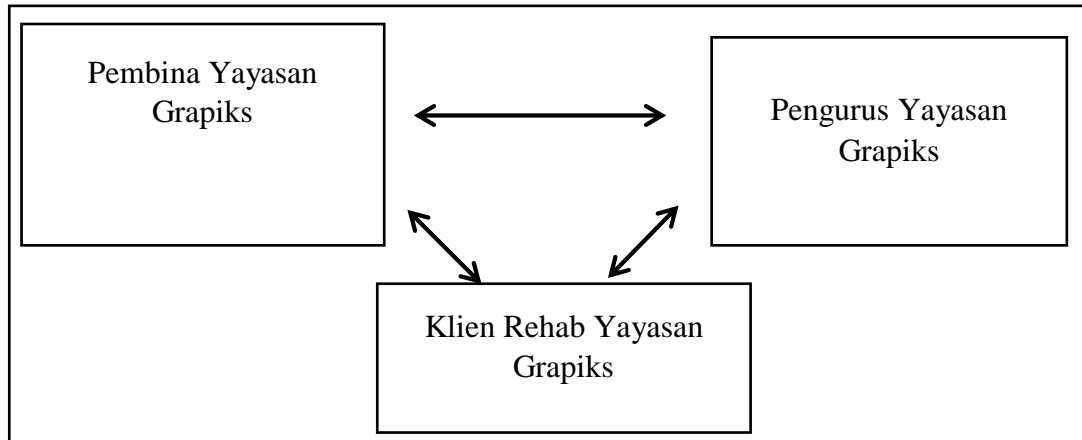 Pembina Yayasan
Grapiks
Pengurus Yayasan
Grapiks
Klien Rehab Yayasan
Grapiks